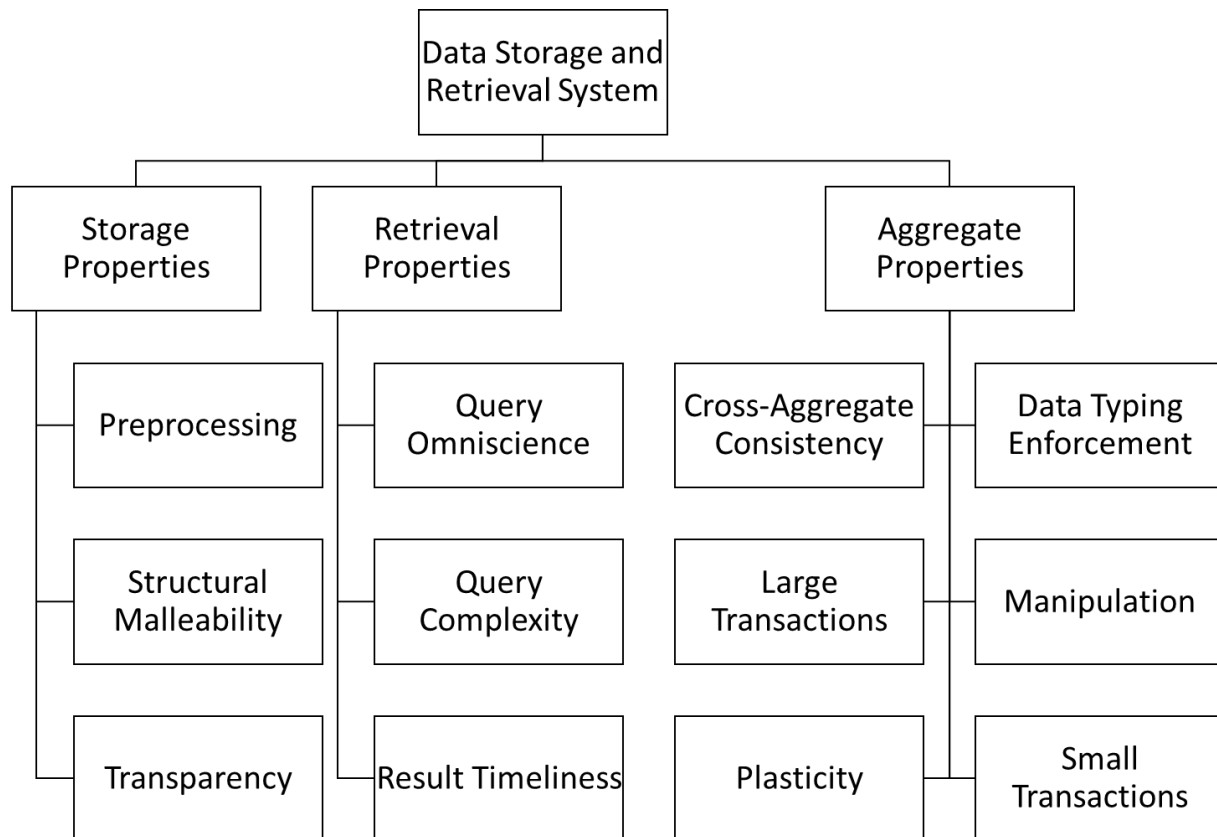 Data Storage and
Retrieval System
Storage
Properties
Retrieval
Properties
Aggregate
Properties
Preprocessing
Query
Omniscience
Cross-Aggregate
Consistency
Data Typing
Enforcement
Structural
Malleability
Query
Complexity
Large
Transactions
Manipulation
Transparency
Result Timeliness
Plasticity
Small
Transactions